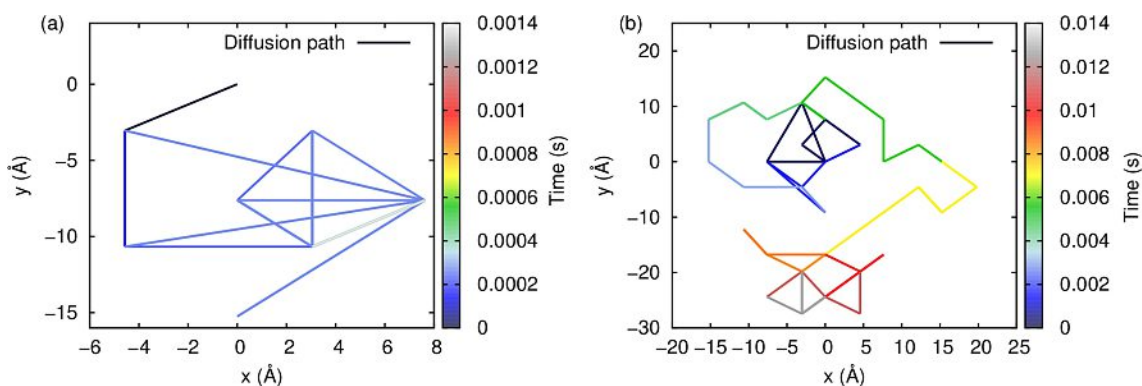 (a)
Diffusion path
0
−5
−10
−15
y (Å)
−6 −4 −2 0 2 4 6 8
x (Å)
0.0014
0.0012
0.001
0.0008
0.0006
0.0004
0.0002
0
Time (s)
(b)
Diffusion path
20
10
0
−10
−20
−30
y (Å)
−20 −15 −10 −5 0 5 10 15 20 25
x (Å)
0.014
0.012
0.01
0.008
0.006
0.004
0.002
0
Time (s)